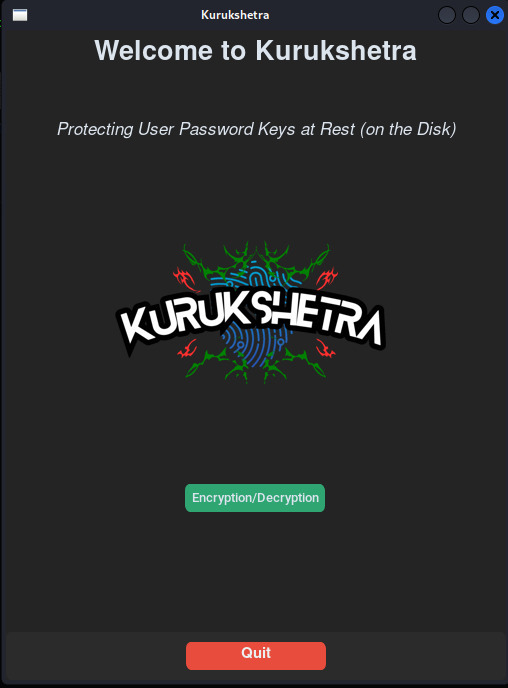 Kurukshetra
Welcome to Kurukshetra
Protecting User Password Keys at Rest (on the Disk)
KURUKSHETRA
Encryption/Decryption
Quit